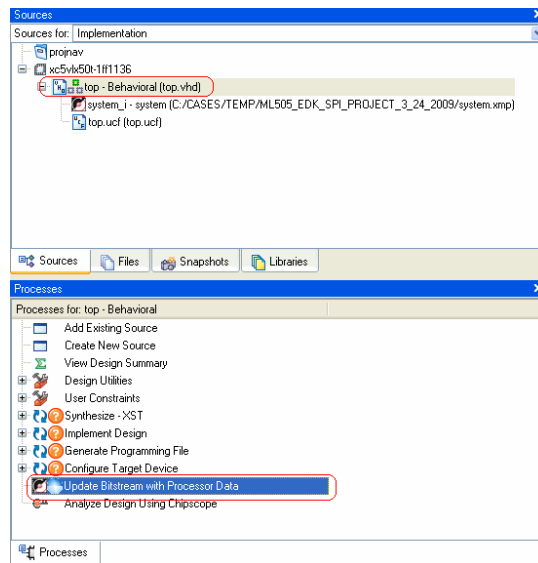 Sources
Sources for: Implementation
projnav
xc5vlx50t-1ff1136
top - Behavioral (top.vhd)
system_i - system (C:/CASES/TEMP/ML505_EDK_SPI_PROJECT_3_24_2009/system.xmp)
top.ucf (top.ucf)
Sources Files Snapshots Libraries
Processes
Processes for: top - Behavioral
Add Existing Source
Create New Source
View Design Summary
Design Utilities
User Constraints
Synthesize - XST
Implement Design
Generate Programming File
Configure Target Device
Update Bitstream with Processor Data
Analyze Design Using Chipscope
Processes